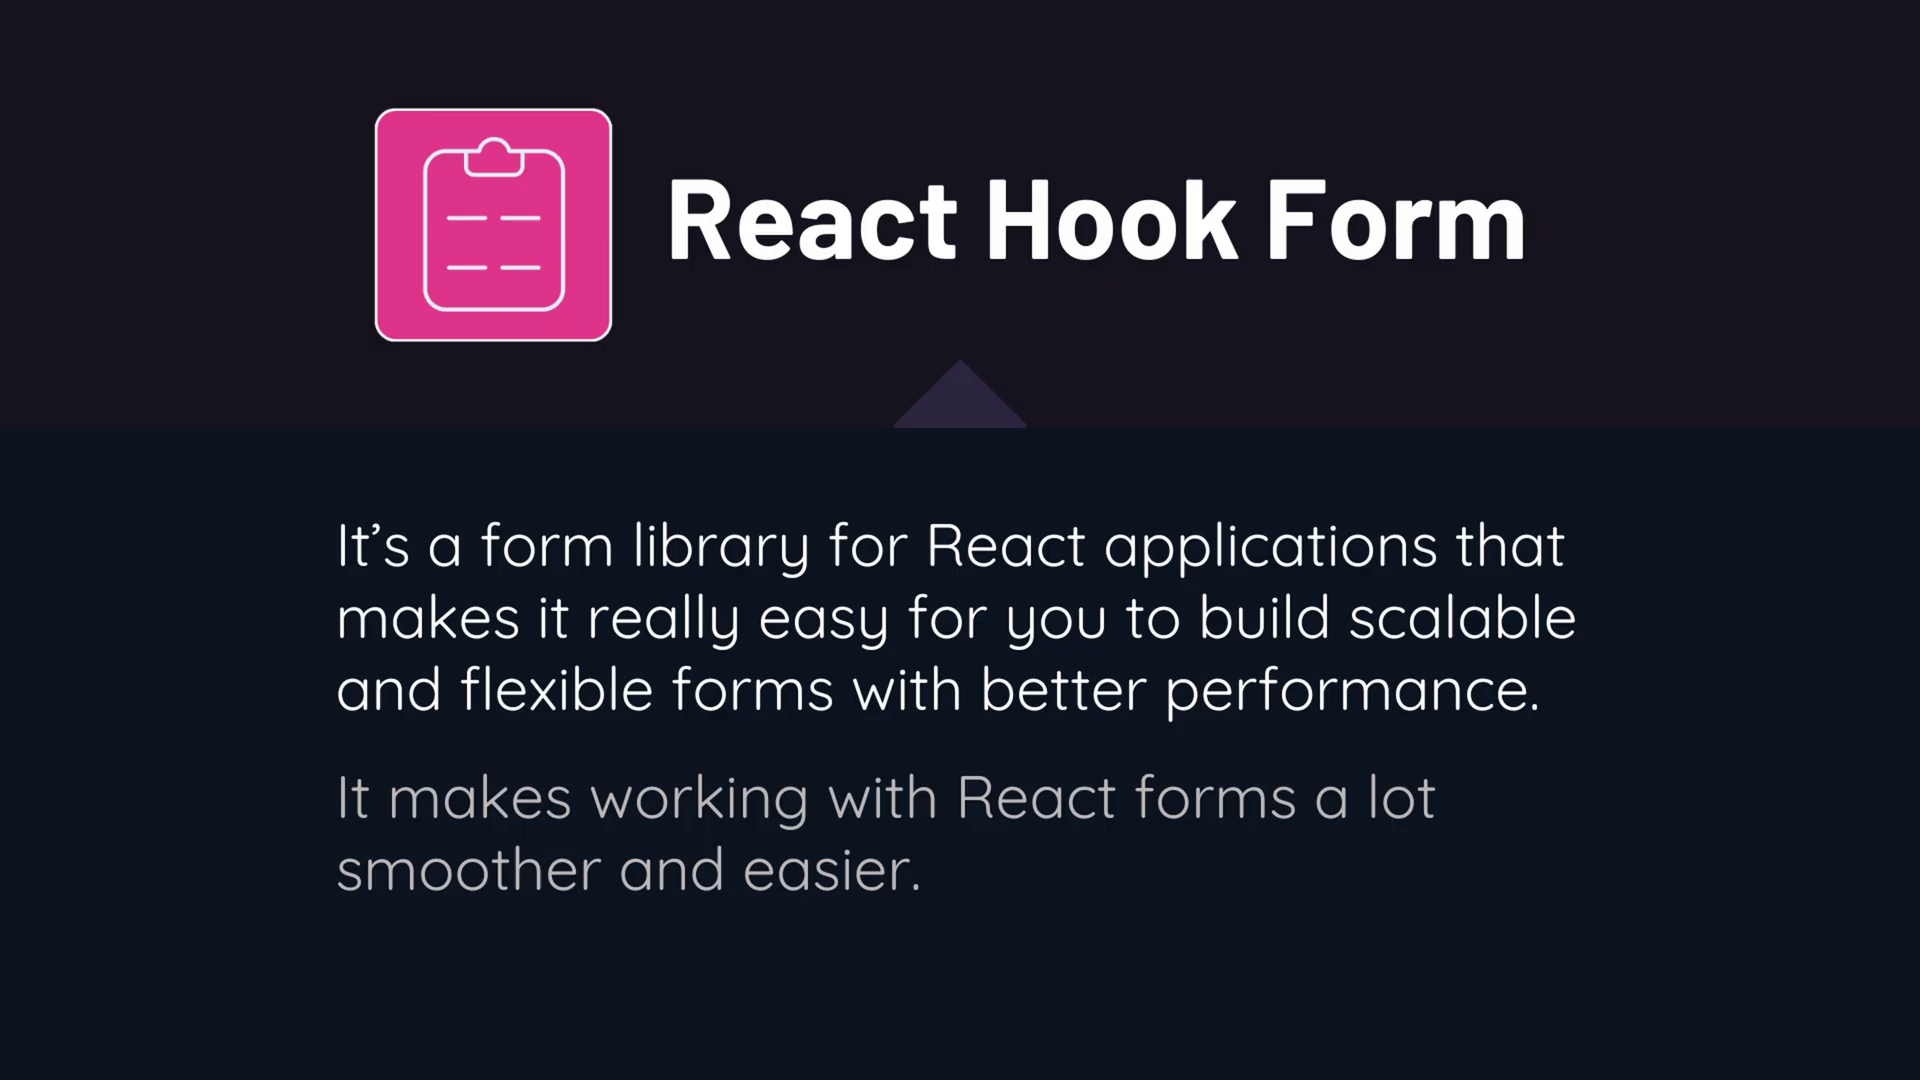 React Hook Form
It’s a form library for React applications that
makes it really easy for you to build scalable
and flexible forms with better performance.
It makes working with React forms a lot
smoother and easier.